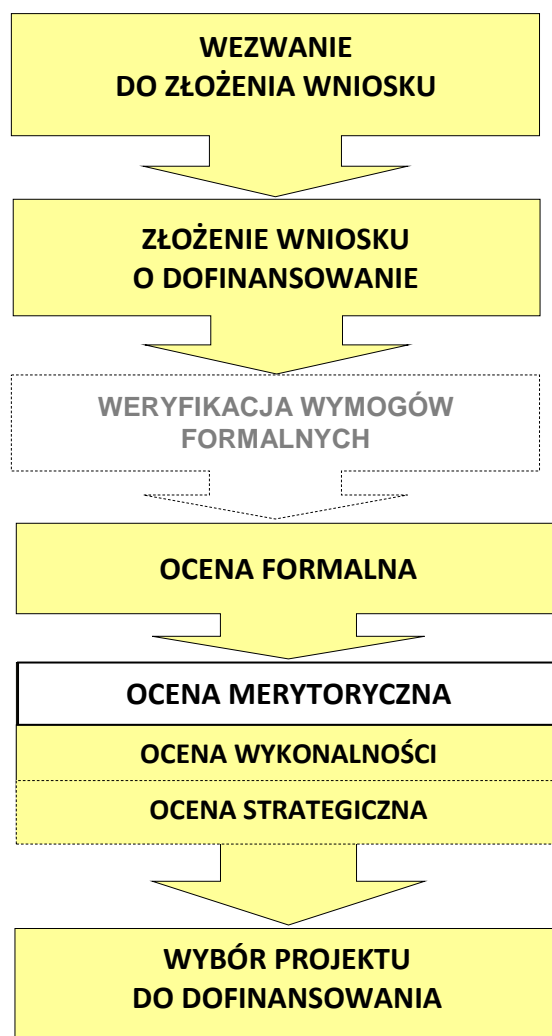 WEZWANIE
DO ZŁOŻENIA WNIOSKU
ZŁOŻENIE WNIOSKU
O DOFINANSOWANIE
WERYFIKACJA WYMOGÓW
FORMALNYCH
OCENA FORMALNA
OCENA MERYTORYCZNA
OCENA WYKONALNOŚCI
OCENA STRATEGICZNA
WYBÓR PROJEKTU
DO DOFINANSOWANIA